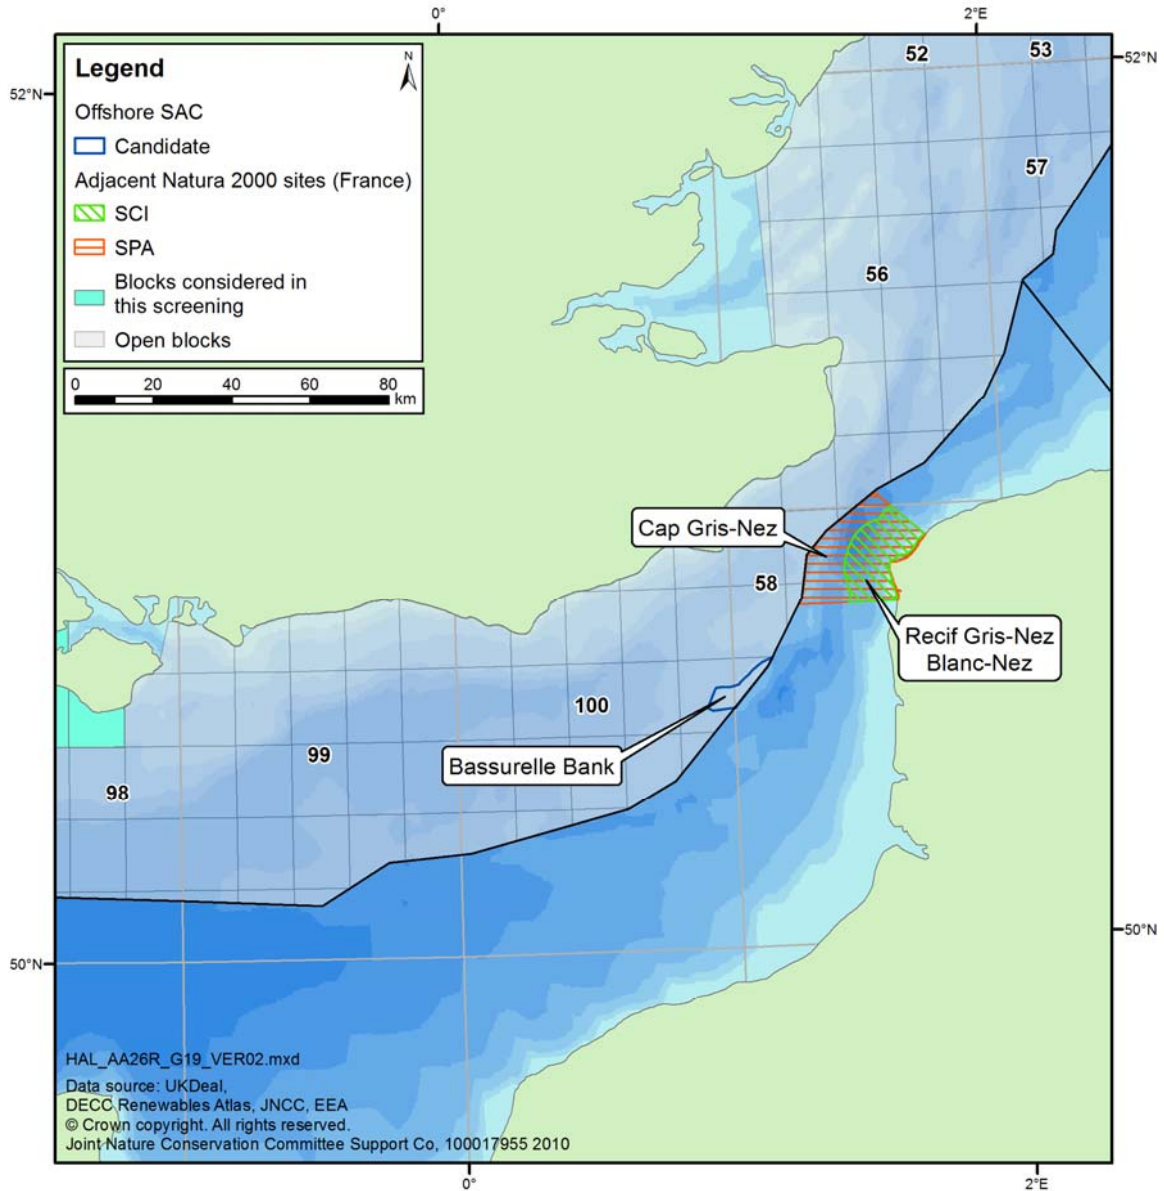 0°
2°E
52°N
52°N
Legend
N
Offshore SAC
Candidate
Adjacent Natura 2000 sites (France)
SCI
SPA
Blocks considered in
this screening
Open blocks
0 20 40 60 80
km
52
53
57
56
Cap Gris-Nez
58
Recif Gris-Nez
Blanc-Nez
100
Bassurelle Bank
99
98
50°N
50°N
HAL_AA26R_G19_VER02.mxd
Data source: UKDeal,
DECC Renewables Atlas, JNCC, EEA
© Crown copyright. All rights reserved.
Joint Nature Conservation Committee Support Co, 100017955 2010
0°
2°E